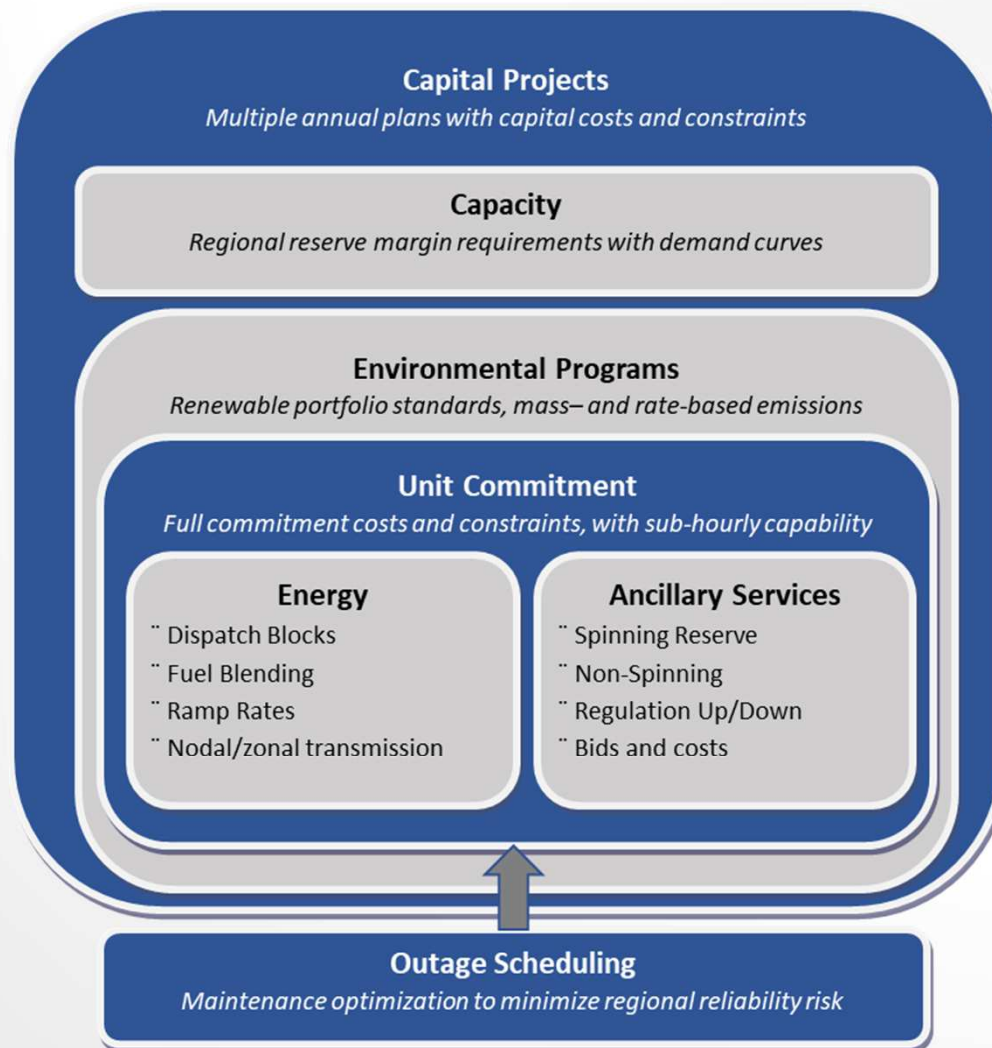 Capital Projects
Multiple annual plans with capital costs and constraints
Capacity
Regional reserve margin requirements with demand curves
Environmental Programs
Renewable portfolio standards, mass– and rate-based emissions
Unit Commitment
Full commitment costs and constraints, with sub-hourly capability
Energy
¨ Dispatch Blocks
¨ Fuel Blending
¨ Ramp Rates
¨ Nodal/zonal transmission
Ancillary Services
¨ Spinning Reserve
¨ Non-Spinning
¨ Regulation Up/Down
¨ Bids and costs
Outage Scheduling
Maintenance optimization to minimize regional reliability risk